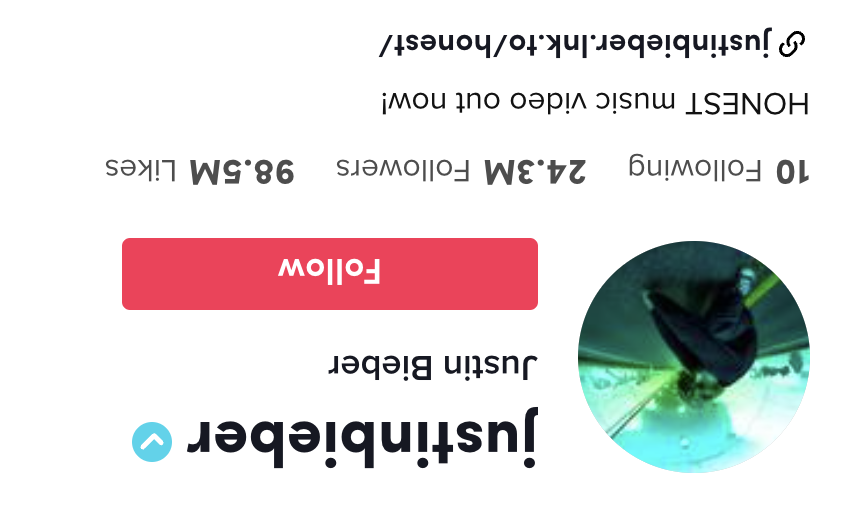 justinbieber
Justin Bieber
Follow
10 Following 24.3M Followers 98.5M Likes
HONEST music video out now!
justinbieber.lnk.to/honest/